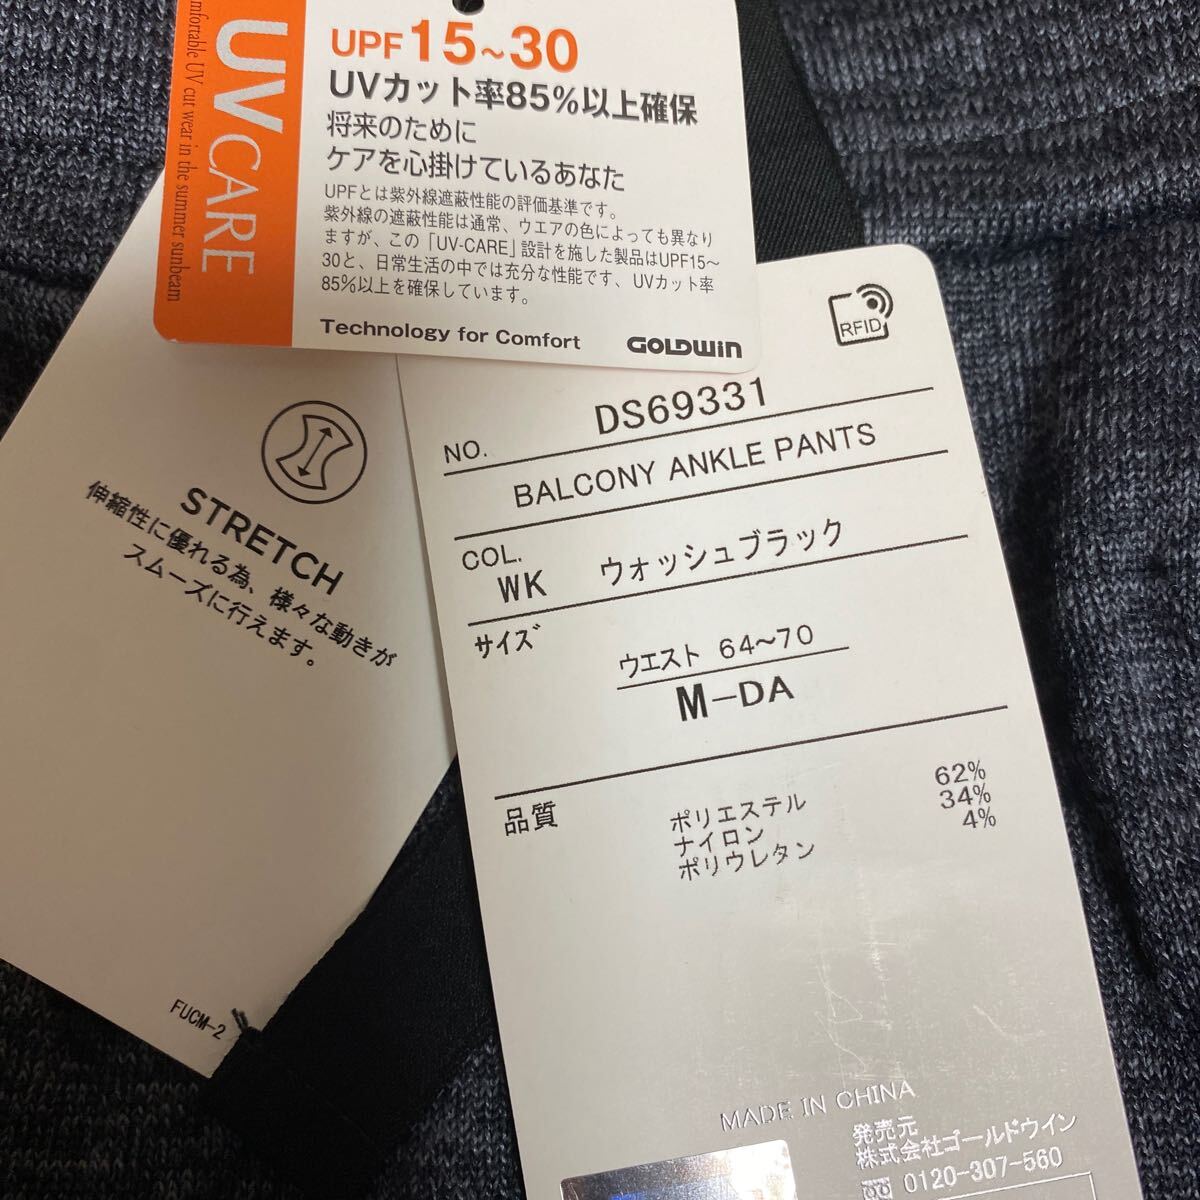 UV CARE
mfortable UV cut wear in the summer sunbeam
UPF 15~30
UVカット率85%以上確保
将来のために
ケアを心掛けているあなた
UPFとは紫外線遮蔽性能の評価基準です。
紫外線の遮蔽性能は通常、ウエアの色によっても異なり
ますが、この「UV-CARE」設計を施した製品はUPF15〜
30と、日常生活の中では充分な性能です、UVカット率
85%以上を確保しています。
Technology for Comfort GOLDWIN
STRETCH
伸縮性に優れる為、様々な動きが
スムーズに行えます。
FUCM-2
RFID
NO. DS69331
BALCONY ANKLE PANTS
COL. WK ウォッシュブラック
サイズ
ウエスト 64〜70
M-DA
品質 ポリエステル 62%
ナイロン 34%
ポリウレタン 4%
MADE IN CHINA
発売元
株式会社ゴールドウイン
0120-307-560